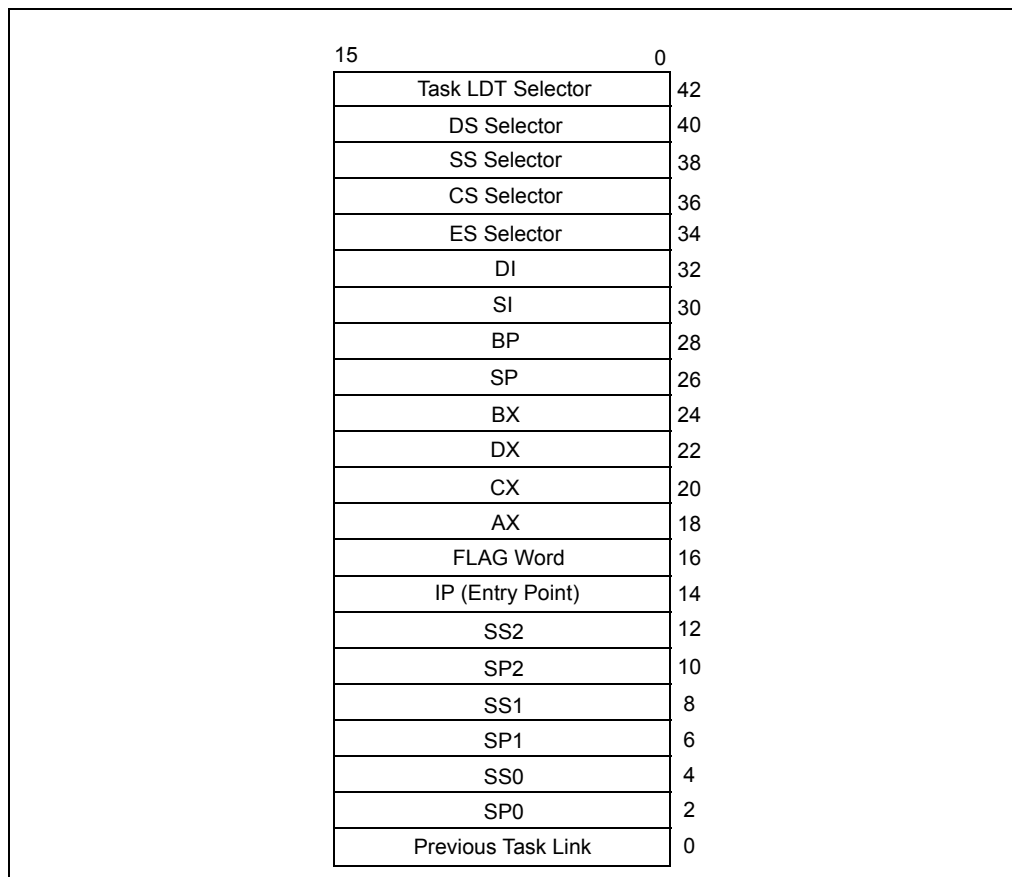 15 0
Task LDT Selector 42
DS Selector 40
SS Selector 38
CS Selector 36
ES Selector 34
DI 32
SI 30
BP 28
SP 26
BX 24
DX 22
CX 20
AX 18
FLAG Word 16
IP (Entry Point) 14
SS2 12
SP2 10
SS1 8
SP1 6
SS0 4
SP0 2
Previous Task Link 0